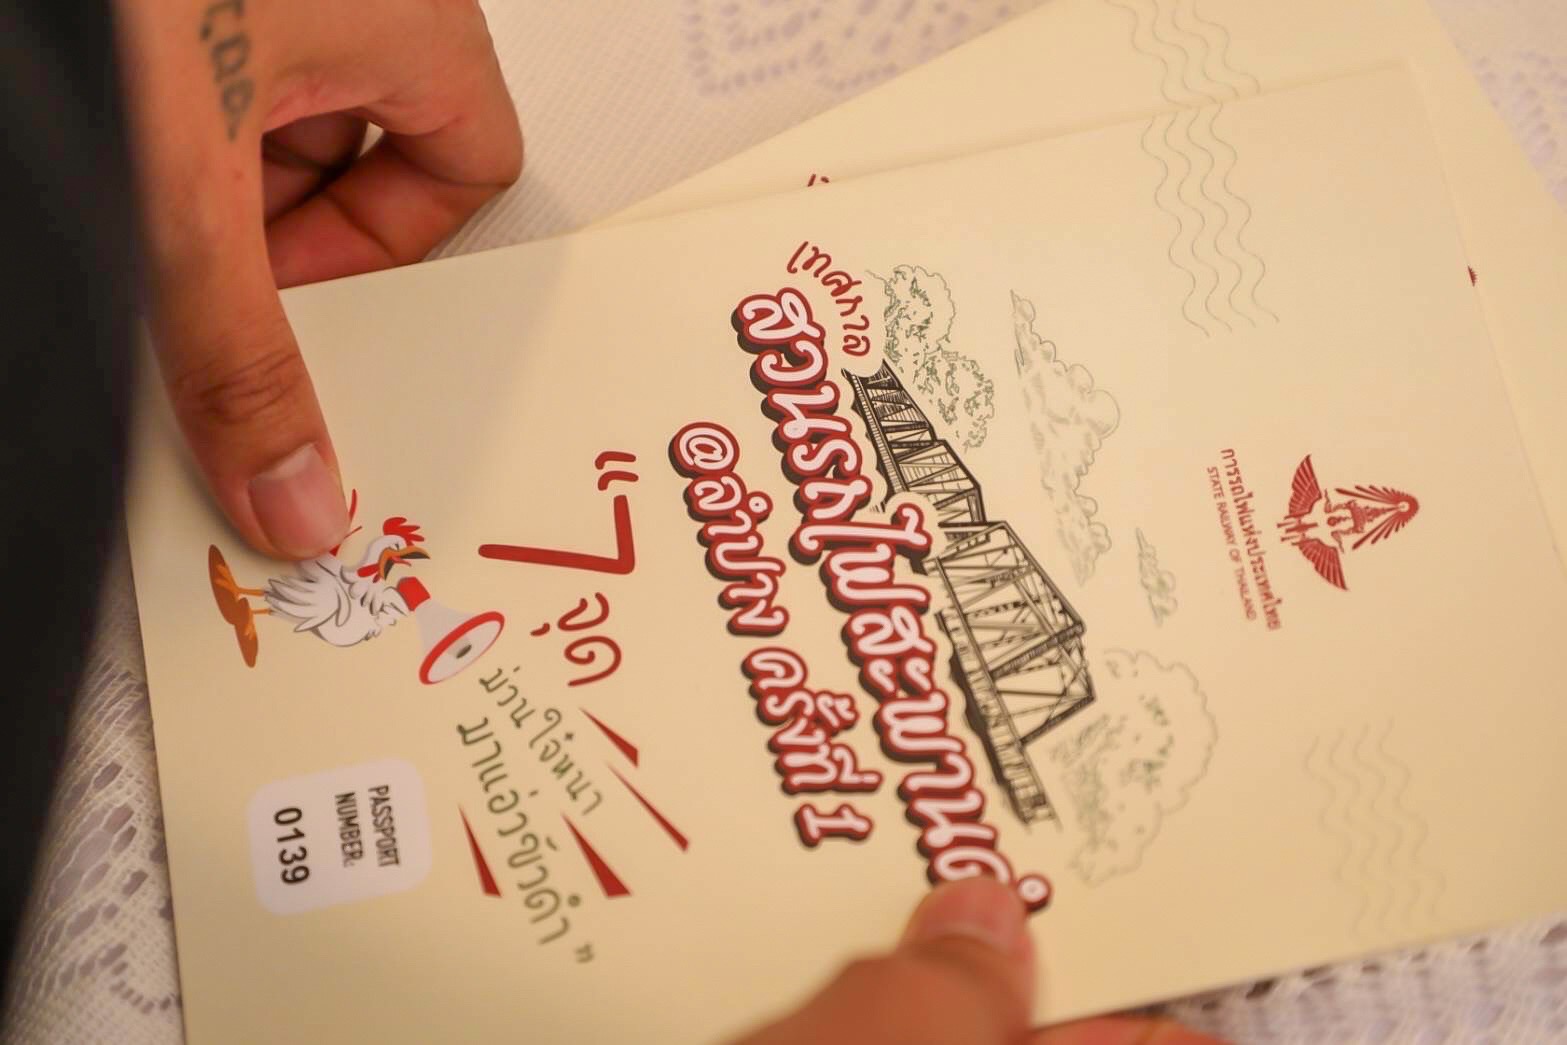 การรถไฟแห่งประเทศไทย
STATE RAILWAY OF THAILAND
เทศกาล
สวนรถไฟสะพานดำ
@ลำปาง ครั้งที่ 1
"7 จุด
ม่วนใจ๋หนา
มาแอ่วขัวดำ"
PASSPORT
NUMBER:
0139